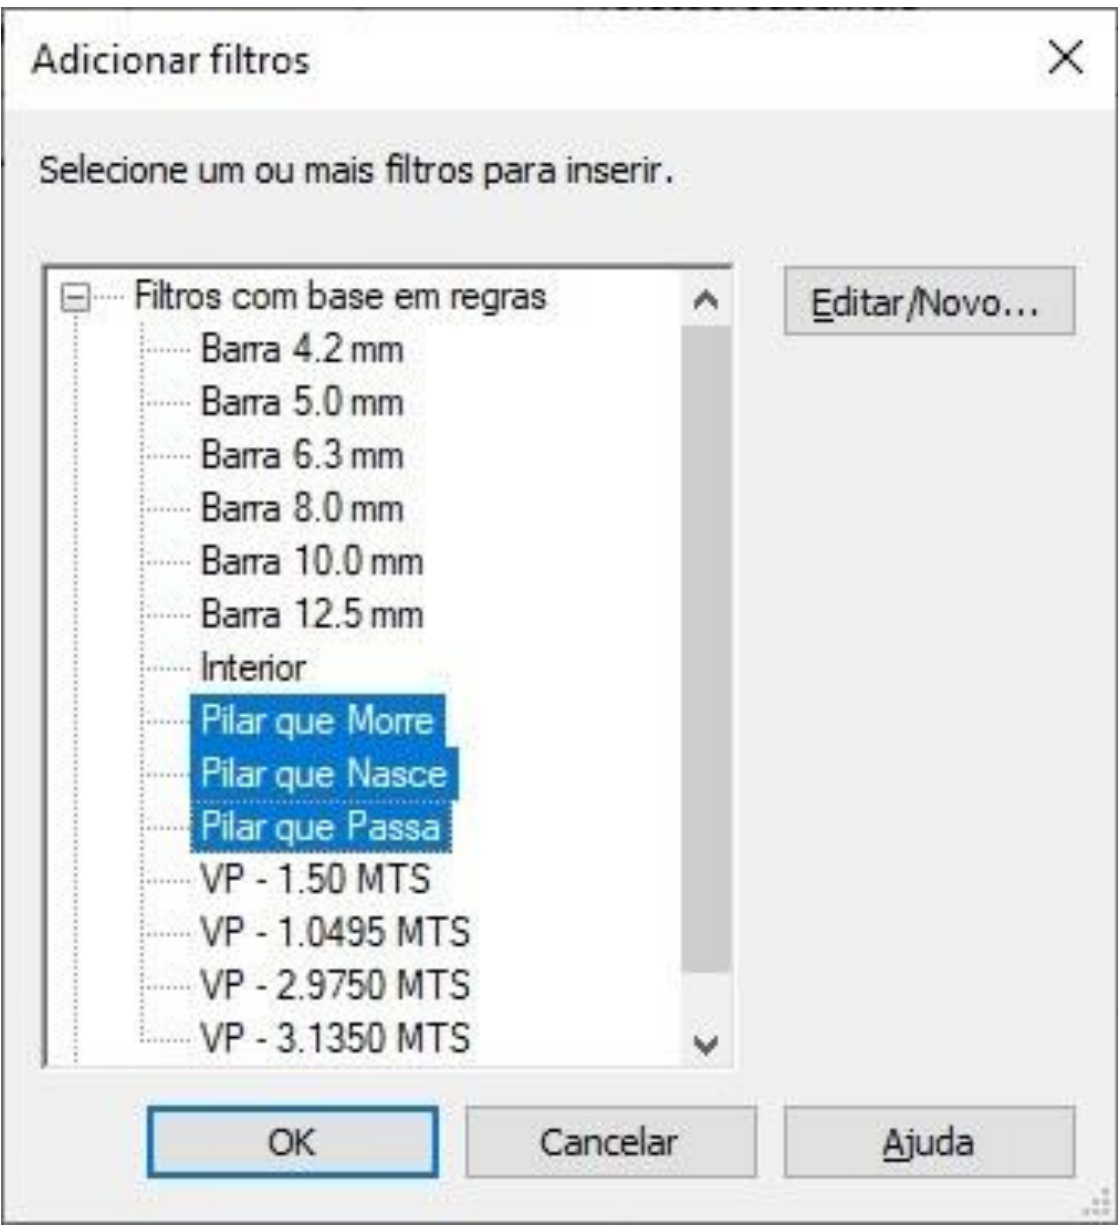 Adicionar filtros
Selecione um ou mais filtros para inserir.
Filtros com base em regras
Editar/Novo...
Barra 4.2 mm
Barra 5.0 mm
Barra 6.3 mm
Barra 8.0 mm
Barra 10.0 mm
Barra 12.5 mm
Interior
Pilar que Morre
Pilar que Nasce
Pilar que Passa
VP - 1.50 MTS
VP - 1.0495 MTS
VP - 2.9750 MTS
VP - 3.1350 MTS
OK
Cancelar
Ajuda